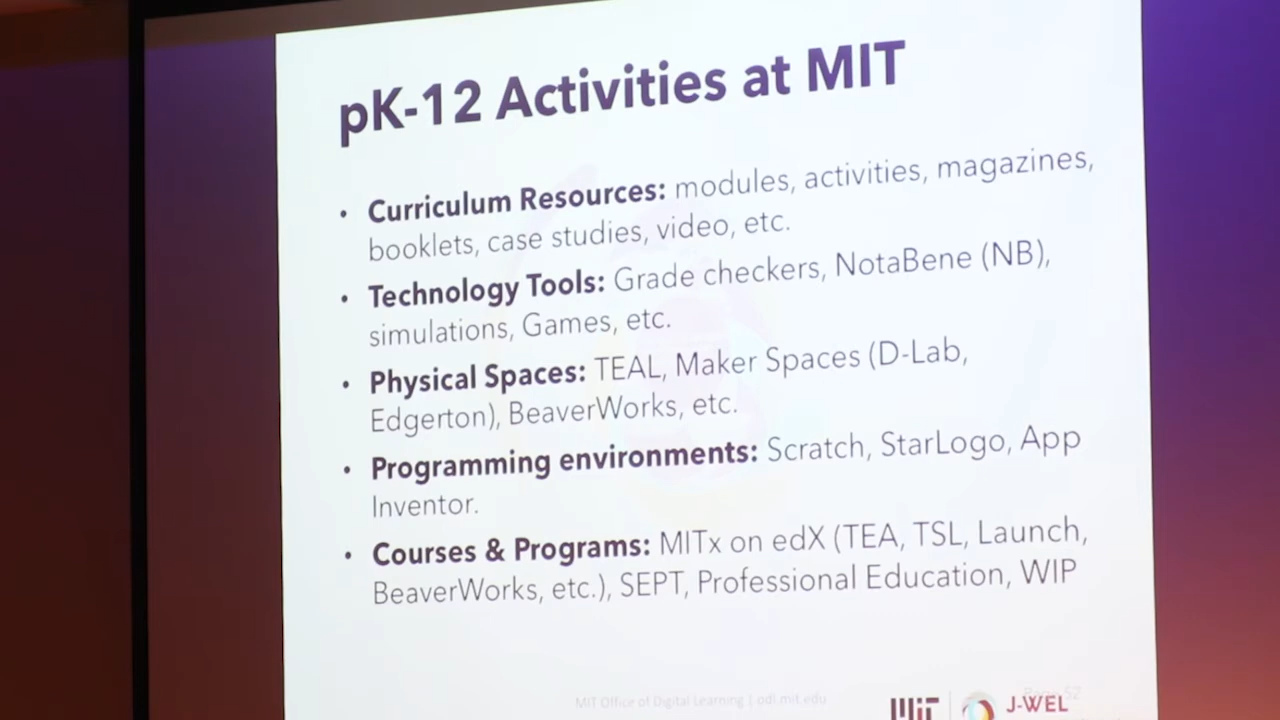 pK-12 Activities at MIT
• Curriculum Resources: modules, activities, magazines,
booklets, case studies, video, etc.
• Technology Tools: Grade checkers, NotaBene (NB),
simulations, Games, etc.
• Physical Spaces: TEAL, Maker Spaces (D-Lab,
Edgerton), BeaverWorks, etc.
• Programming environments: Scratch, StarLogo, App
Inventor.
• Courses & Programs: MITx on edX (TEA, TSL, Launch,
BeaverWorks, etc.), SEPT, Professional Education, WIP
MIT Office of Digital Learning | odl.mit.edu
MIT
J-WEL